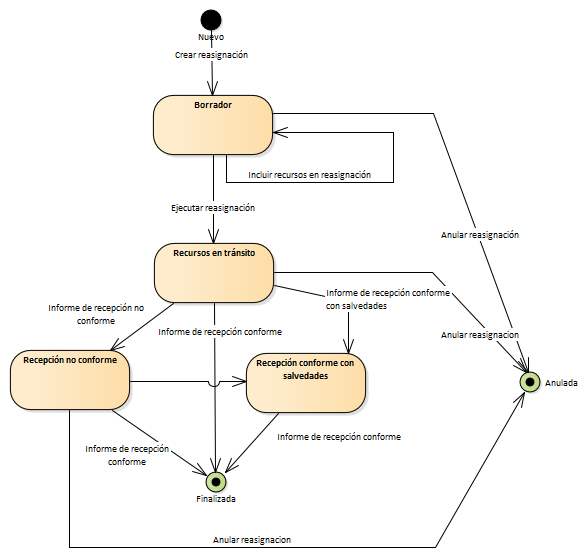 Nuevo
Crear reasignación
Borrador
Incluir recursos en reasignación
Ejecutar reasignación
Anular reasignación
Recursos en tránsito
Informe de recepción conforme
con salvedades
Informe de recepción no
conforme
Informe de recepción conforme
Anular reasignación
Recepción no conforme
Recepción conforme con
salvedades
Anulada
Informe de recepción
conforme
Informe de recepción conforme
Finalizada
Anular reasignacion